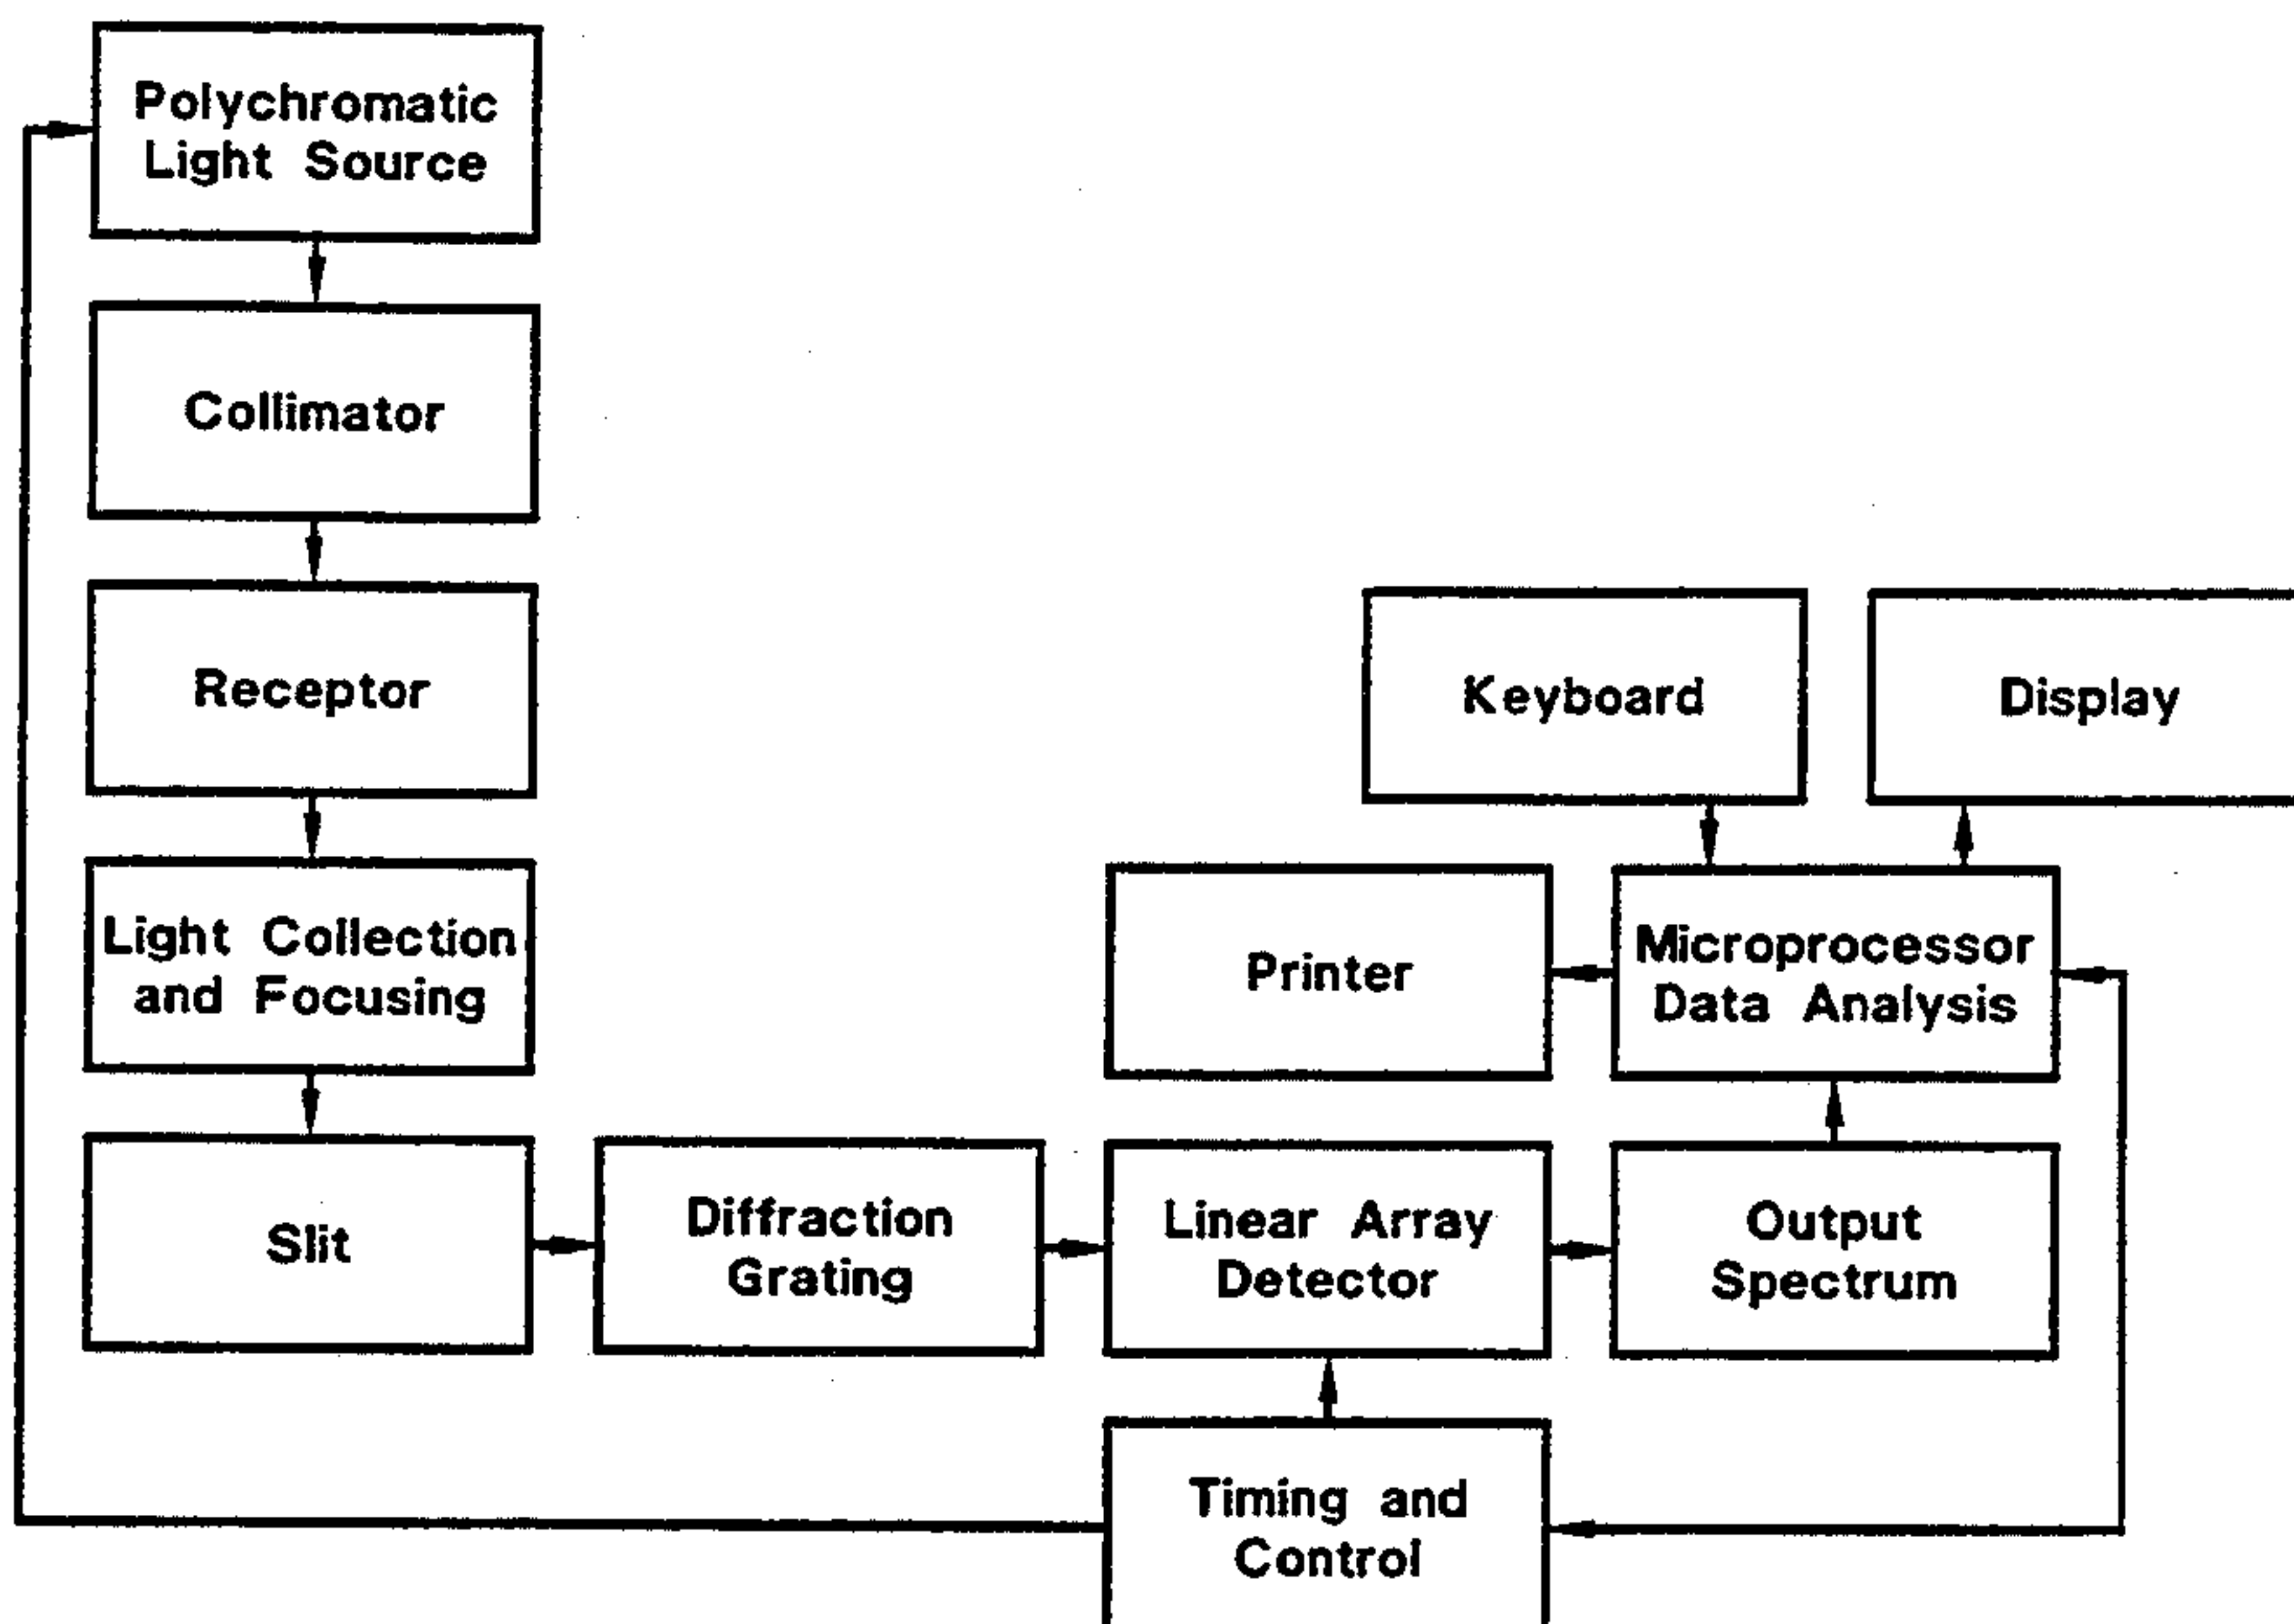 Polychromatic
Light Source
Collimator
Receptor
Keyboard
Display
Light Collection
and Focusing
Printer
Microprocessor
Data Analysis
Slit
Diffraction
Grating
Linear Array
Detector
Output
Spectrum
Timing and
Control